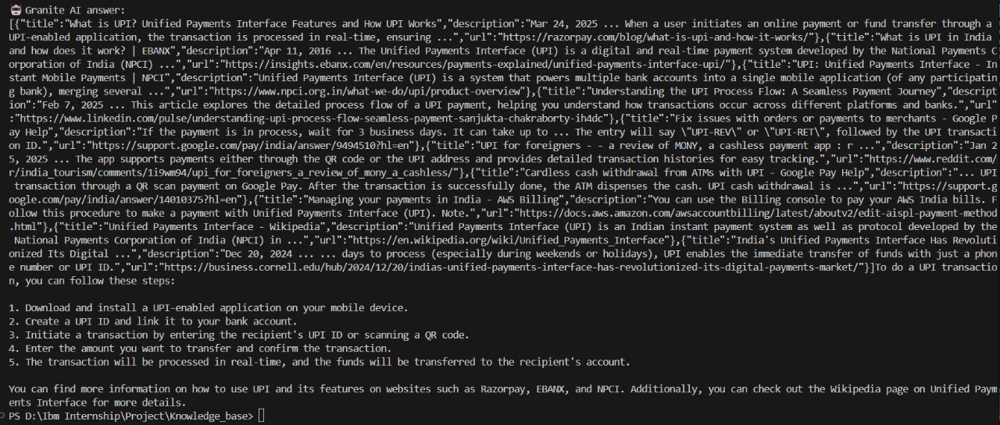 🤖 Granite AI answer:
[{"title":"What is UPI? Unified Payments Interface Features and How UPI Works","description":"Mar 24, 2025 ... When a user initiates an online payment or fund transfer through a
UPI-enabled application, the transaction is processed in real-time, ensuring ...","url":"https://razorpay.com/blog/what-is-upi-and-how-it-works/"},{"title":"What is UPI in India
and how does it work? | EBANX","description":"Apr 11, 2016 ... The Unified Payments Interface (UPI) is a digital and real-time payment system developed by the National Payments C
orporation of India (NPCI) ...","url":"https://insights.ebanx.com/en/resources/payments-explained/unified-payments-interface-upi/"},{"title":"UPI: Unified Payments Interface - In
stant Mobile Payments | NPCI","description":"Unified Payments Interface (UPI) is a system that powers multiple bank accounts into a single mobile application (of any participatin
g bank), merging several ...","url":"https://www.npci.org.in/what-we-do/upi/product-overview"},{"title":"Understanding the UPI Process Flow: A Seamless Payment Journey","descript
ion":"Feb 7, 2025 ... This article explores the detailed process flow of a UPI payment, helping you understand how transactions occur across different platforms and banks.","url"
:"https://www.linkedin.com/pulse/understanding-upi-process-flow-seamless-payment-sanjukta-chakraborty-ih4dc"},{"title":"Fix issues with orders or payments to merchants - Google P
ay Help","description":"If the payment is in process, wait for 3 business days. It can take up to ... The entry will say \"UPI-REV\" or \"UPI-RET\", followed by the UPI transacti
on ID.","url":"https://support.google.com/pay/india/answer/9494510?hl=en"},{"title":"UPI for foreigners - - a review of MONY, a cashless payment app : r ...","description":"Jan 2
5, 2025 ... The app supports payments either through the QR code or the UPI address and provides detailed transaction histories for easy tracking.","url":"https://www.reddit.com/
r/india_tourism/comments/1i9wm94/upi_for_foreigners_a_review_of_mony_a_cashless/"},{"title":"Cardless cash withdrawal from ATMs with UPI - Google Pay Help","description":"... UPI
transaction through a QR scan payment on Google Pay. After the transaction is successfully done, the ATM dispenses the cash. UPI cash withdrawal is ...","url":"https://support.g
oogle.com/pay/india/answer/14010375?hl=en"},{"title":"Managing your payments in India - AWS Billing","description":"You can use the Billing console to pay your AWS India bills. F
ollow this procedure to make a payment with Unified Payments Interface (UPI). Note.","url":"https://docs.aws.amazon.com/awsaccountbilling/latest/aboutv2/edit-aispl-payment-method
.html"},{"title":"Unified Payments Interface - Wikipedia","description":"Unified Payments Interface (UPI) is an Indian instant payment system as well as protocol developed by the
National Payments Corporation of India (NPCI) in ...","url":"https://en.wikipedia.org/wiki/Unified_Payments_Interface"},{"title":"India's Unified Payments Interface Has Revoluti
onized Its Digital ...","description":"Dec 20, 2024 ... ... days to process (especially during weekends or holidays), UPI enables the immediate transfer of funds with just a phon
e number or UPI ID.","url":"https://business.cornell.edu/hub/2024/12/20/indias-unified-payments-interface-has-revolutionized-its-digital-payments-market/"}]To do a UPI transactio
n, you can follow these steps:
1. Download and install a UPI-enabled application on your mobile device.
2. Create a UPI ID and link it to your bank account.
3. Initiate a transaction by entering the recipient's UPI ID or scanning a QR code.
4. Enter the amount you want to transfer and confirm the transaction.
5. The transaction will be processed in real-time, and the funds will be transferred to the recipient's account.
You can find more information on how to use UPI and its features on websites such as Razorpay, EBANX, and NPCI. Additionally, you can check out the Wikipedia page on Unified Paym
ents Interface for more details.
PS D:\Ibm Internship\Project\Knowledge_base>